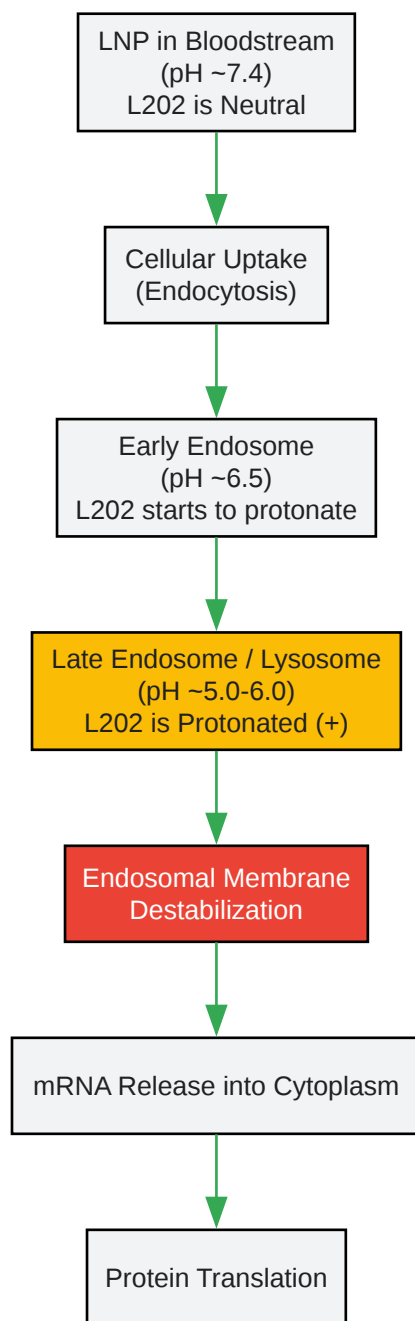 LNP in Bloodstream
(pH ~7.4)
L202 is Neutral
Cellular Uptake
(Endocytosis)
Early Endosome
(pH ~6.5)
L202 starts to protonate
Late Endosome / Lysosome
(pH ~5.0-6.0)
L202 is Protonated (+)
Endosomal Membrane
Destabilization
mRNA Release into Cytoplasm
Protein Translation